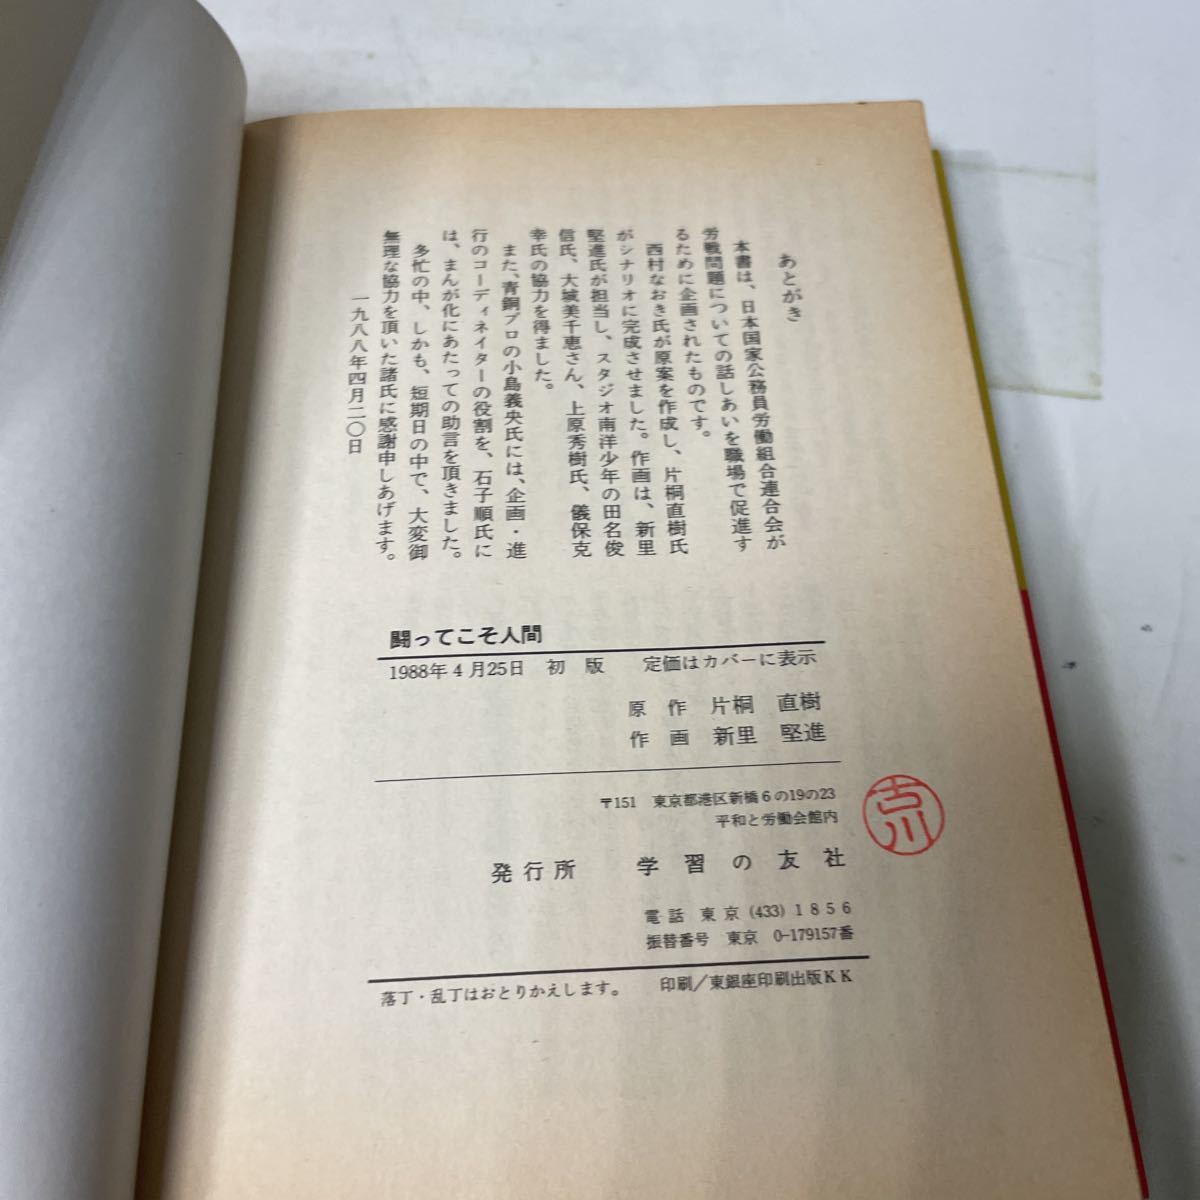 あとがき
本書は、日本国家公務員労働組合連合会が
労戦問題についての話しあいを職場で促進す
るために企画されたものです。
西村なおき氏が原案を作成し、片桐直樹氏
がシナリオに完成させました。作画は、新里
堅進氏が担当し、スタジオ南洋少年の田名俊
信氏、大城美千恵さん、上原秀樹氏、儀保克
幸氏の協力を得ました。
また、青銅プロの小島義央氏には、企画・進
行のコーディネイターの役割を、石子順氏に
は、まんが化にあたっての助言を頂きました。
多忙の中、しかも、短期日の中で、大変御
無理な協力を頂いた諸氏に感謝申しあげます。
一九八八年四月二〇日
闘ってこそ人間
1988年4月25日 初版 定価はカバーに表示
原作 片桐 直樹
作画 新里 堅進
〒151 東京都港区新橋6の19の23
平和と労働会館内
発行所 学習の友社
電話 東京 (433) 1856
振替番号 東京 0-179157番
落丁・乱丁はおとりかえします。 印刷/東銀座印刷出版KK
古川